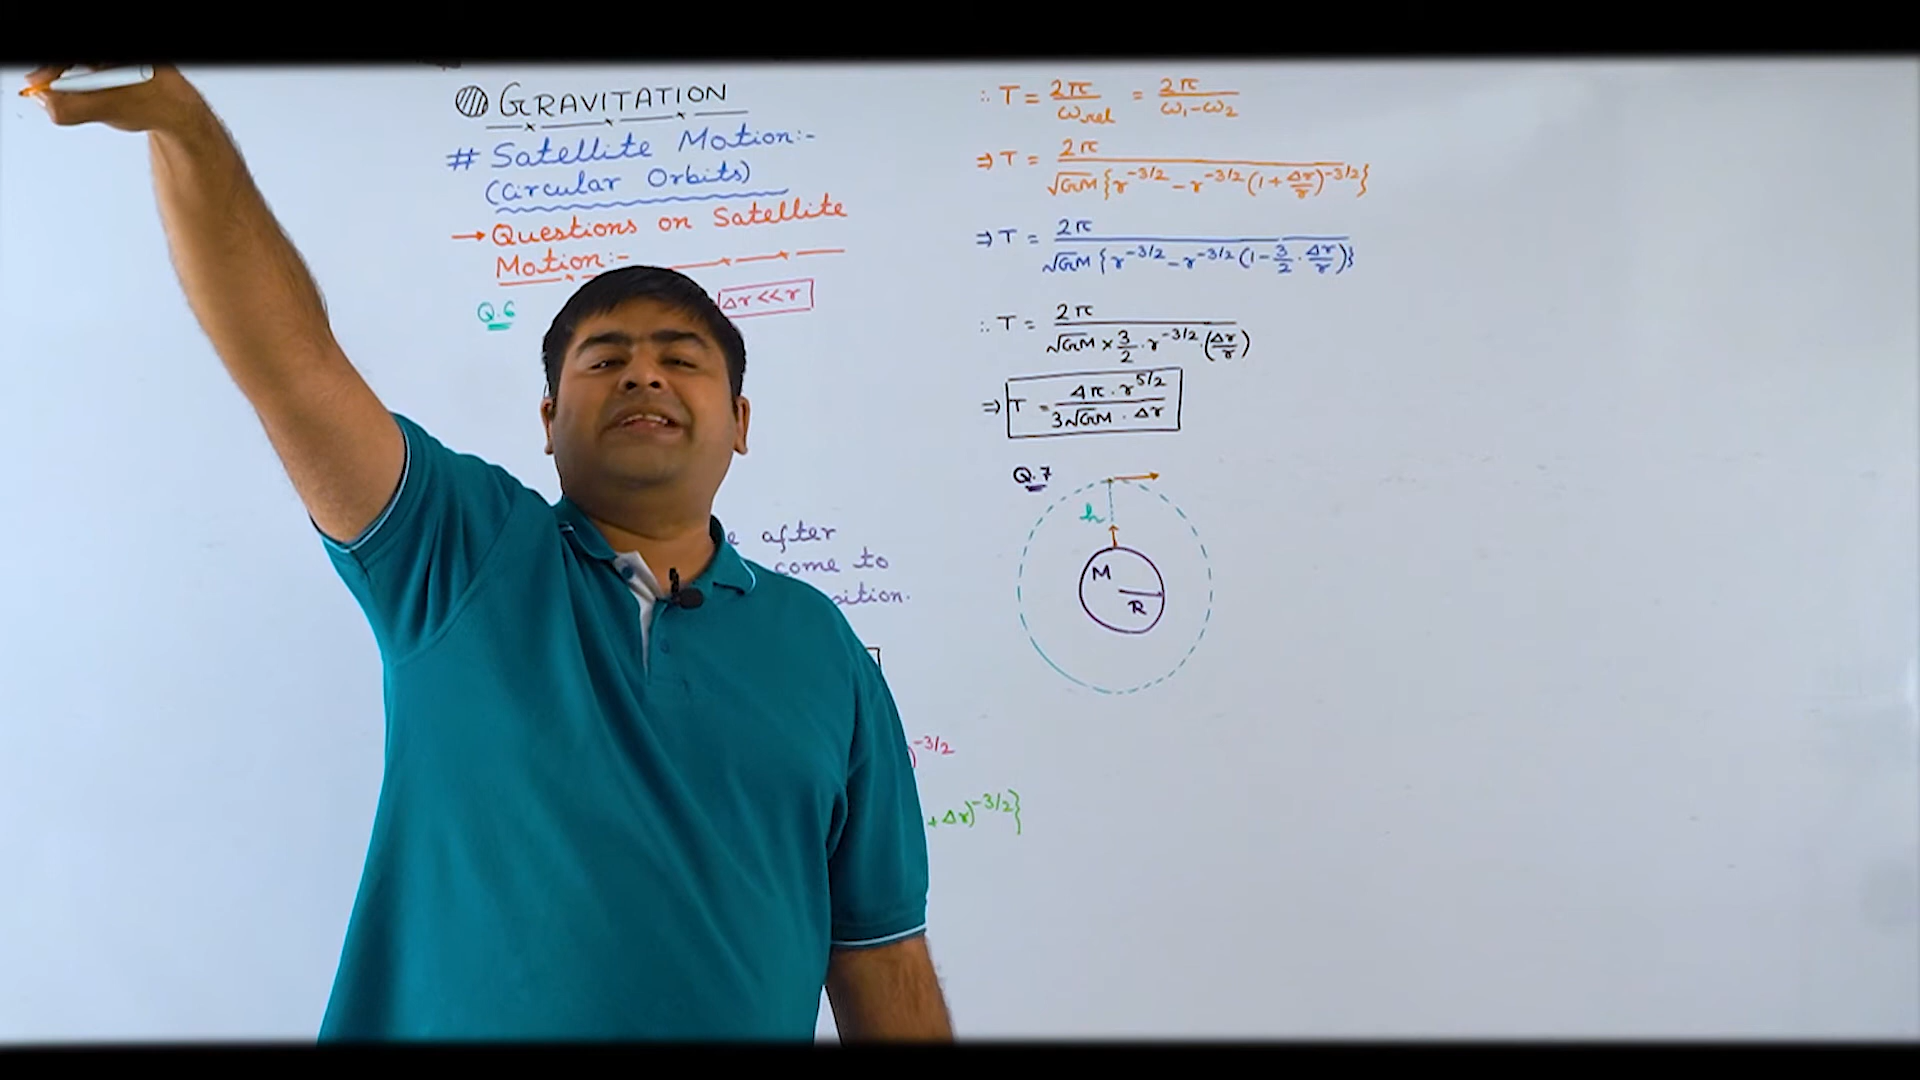 GRAVITATION
# Satellite Motion:-
(Circular Orbits)
→ Questions on Satellite
Motion:-
Q.6
Δr<<r
e after
come to
sition.
)^-3/2
+ Δr)^-3/2}
∴ T = 2π/ω_rel = 2π/(ω₁-ω₂)
⇒ T = 2π/(√GM {r^-3/2 - r^-3/2 (1 + Δr/r)^-3/2})
⇒ T = 2π/(√GM {r^-3/2 - r^-3/2 (1 - 3/2 · Δr/r)})
∴ T = 2π/(√GM × 3/2 · r^-3/2 · (Δr/r))
⇒ T = 4π · r^5/2/(3√GM · Δr)
Q.7
h
M
R